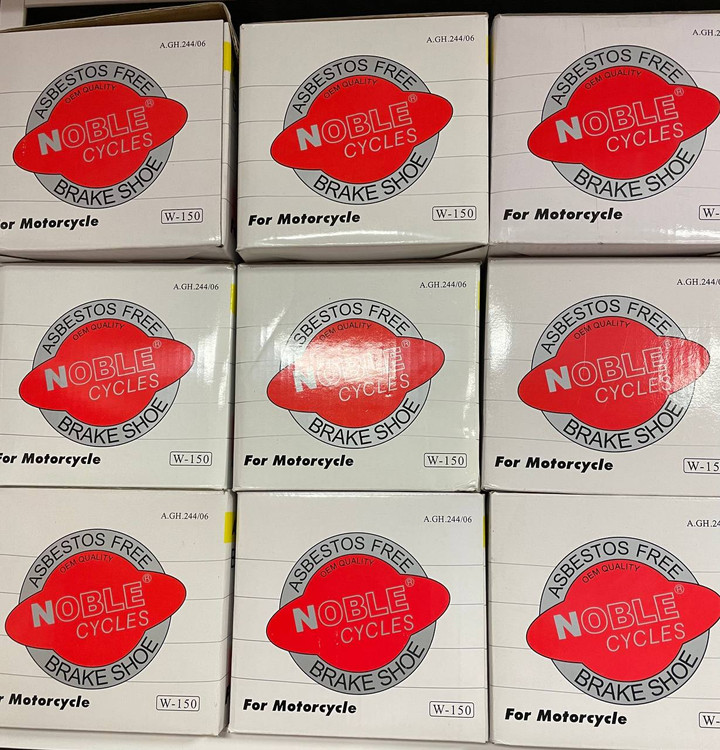 A.GH.244/06
ASBESTOS FREE
OEM QUALITY
NOBLE®
CYCLES
BRAKE SHOE
or Motorcycle
W-150
A.GH.244/06
ASBESTOS FREE
OEM QUALITY
NOBLE®
CYCLES
BRAKE SHOE
For Motorcycle
W-150
A.GH.2
ASBESTOS FREE
OEM QUALITY
NOBLE®
CYCLES
BRAKE SHOE
For Motorcycle
W-
A.GH.244/06
ASBESTOS FREE
OEM QUALITY
NOBLE®
CYCLES
BRAKE SHOE
For Motorcycle
W-150
A.GH.244/06
ASBESTOS FREE
OEM QUALITY
NOBLE®
CYCLES
BRAKE SHOE
For Motorcycle
W-150
A.GH.244/0
ASBESTOS FREE
OEM QUALITY
NOBLE®
CYCLES
BRAKE SHOE
For Motorcycle
W-15
A.GH.244/06
ASBESTOS FREE
OEM QUALITY
NOBLE®
CYCLES
BRAKE SHOE
r Motorcycle
W-150
A.GH.244/06
ASBESTOS FREE
OEM QUALITY
NOBLE®
CYCLES
BRAKE SHOE
For Motorcycle
W-150
A.GH.24
ASBESTOS FREE
OEM QUALITY
NOBLE®
CYCLES
BRAKE SHOE
For Motorcycle
W-